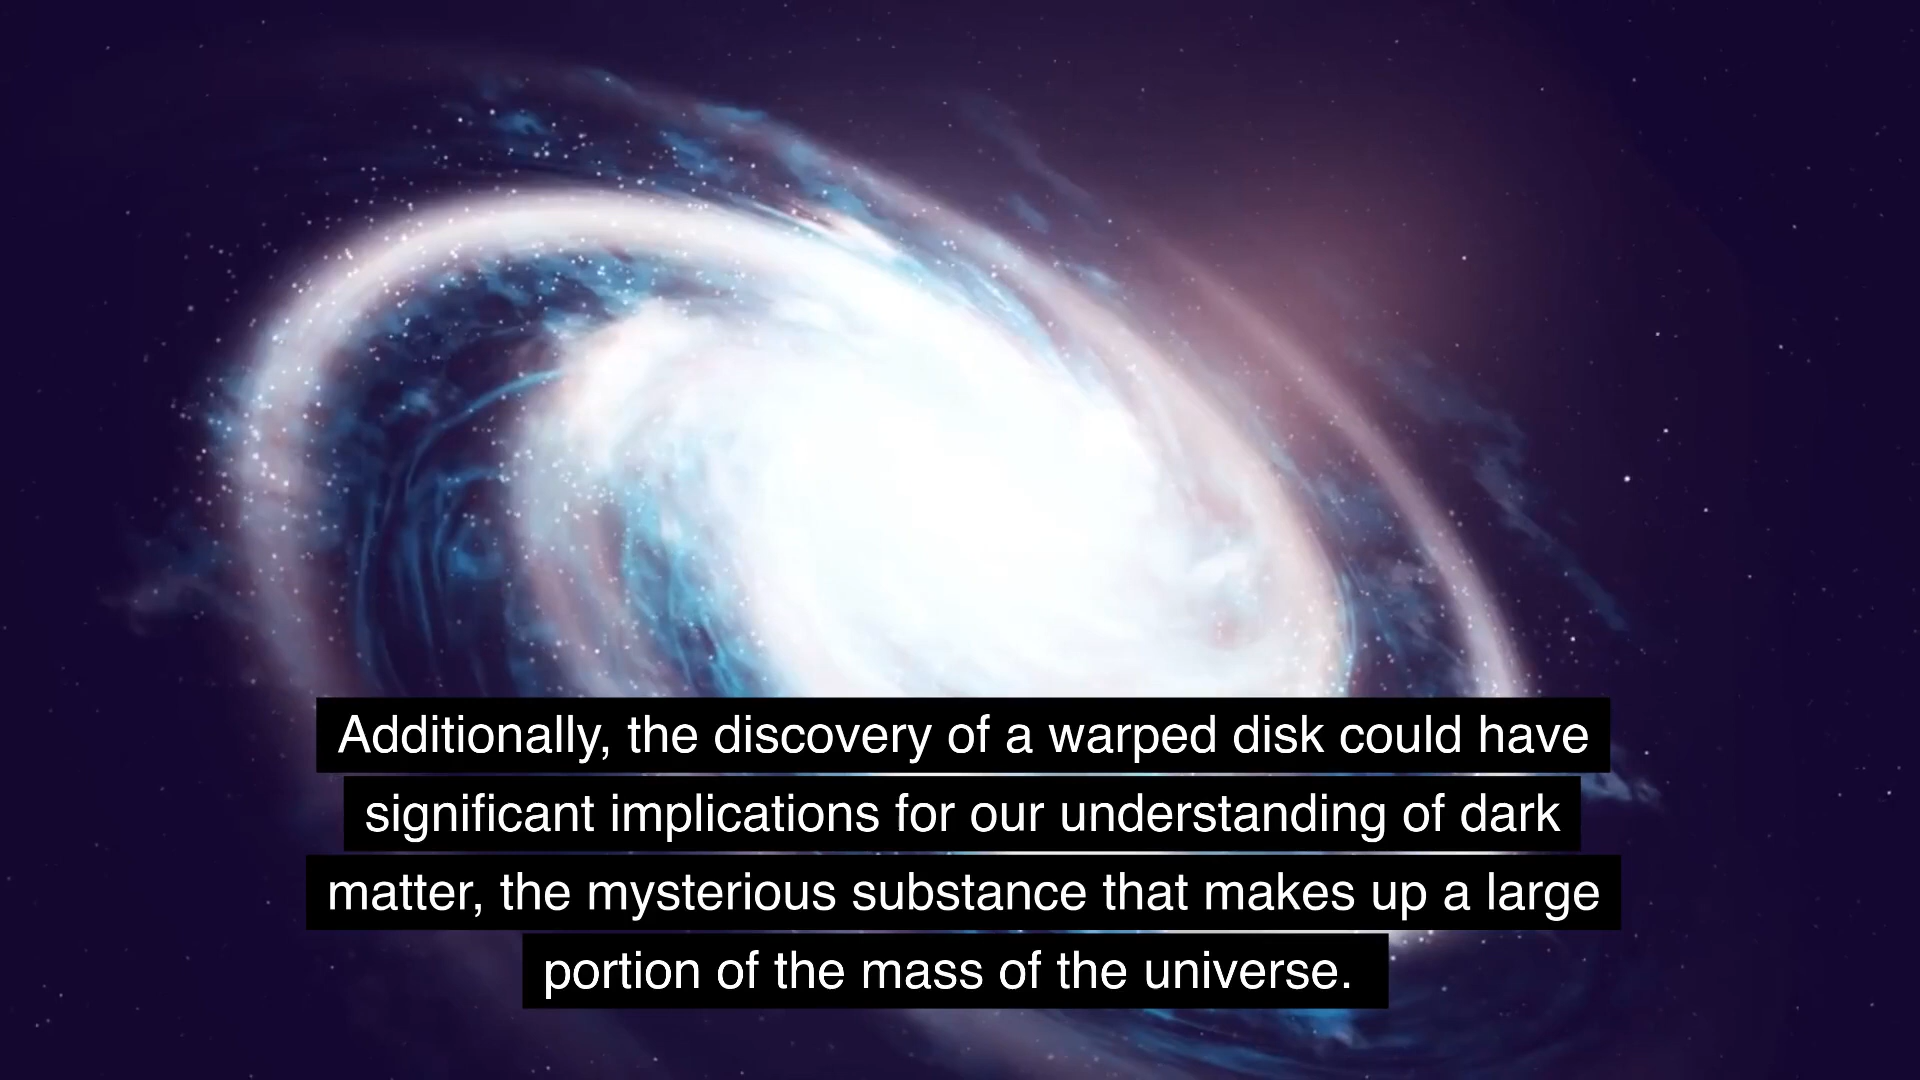 Additionally, the discovery of a warped disk could have
significant implications for our understanding of dark
matter, the mysterious substance that makes up a large
portion of the mass of the universe.